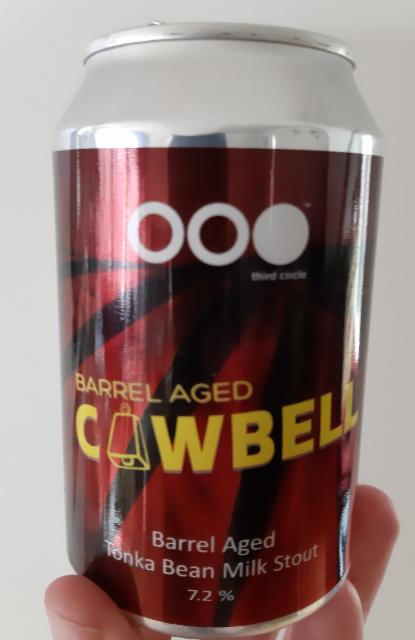 third circle
BARREL AGED
COWBELL
Barrel Aged
Tonka Bean Milk Stout
7.2 %